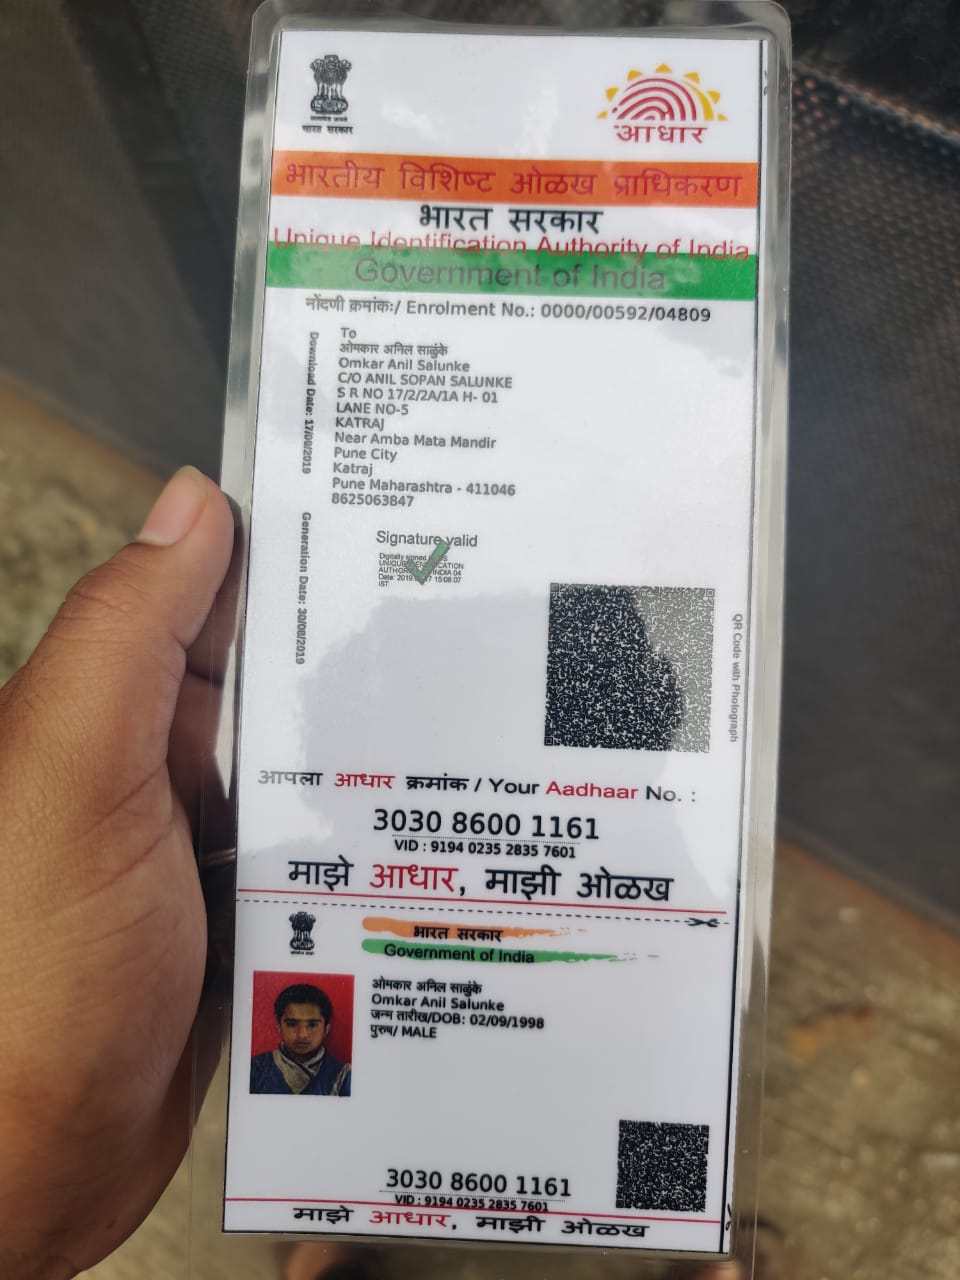 सत्यमेव जयते
भारत सरकार
आधार
भारतीय विशिष्ट ओळख प्राधिकरण
भारत सरकार
Unique Identification Authority of India
Government of India
नोंदणी क्रमांकः/ Enrolment No.: 0000/00592/04809
To
ओमकार अनिल साळुंके
Omkar Anil Salunke
C/O ANIL SOPAN SALUNKE
S R NO 17/2/2A/1A H- 01
LANE NO-5
KATRAJ
Near Amba Mata Mandir
Pune City
Katraj
Pune Maharashtra - 411046
8625063847
Download Date: 17/09/2019
Generation Date: 30/08/2019
Signature valid
Digitally signed
UNIQUE
INDIA 04
Date: 2019 15:08:07
IST
QR Code with Photograph
आपला आधार क्रमांक / Your Aadhaar No. :
3030 8600 1161
VID : 9194 0235 2835 7601
माझे आधार, माझी ओळख
भारत सरकार
Government of India
ओमकार अनिल साळुंके
Omkar Anil Salunke
जन्म तारीख/DOB: 02/09/1998
पुरुष/ MALE
3030 8600 1161
VID : 9194 0235 2835 7601
माझे आधार, माझी ओळख